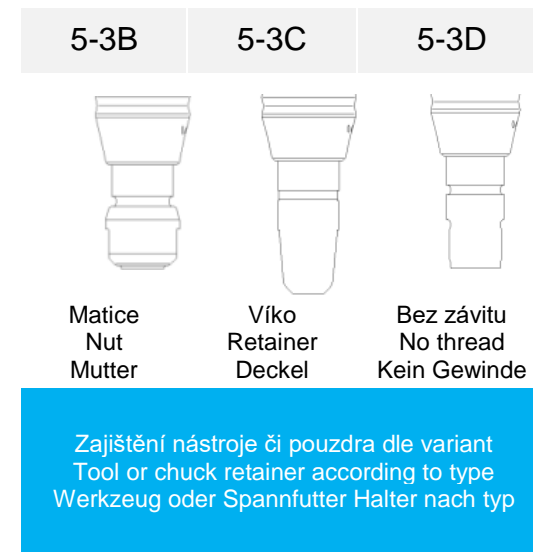 5-3B 5-3C 5-3D
Matice Víko Bez závitu
Nut Retainer No thread
Mutter Deckel Kein Gewinde
Zajištění nástroje či pouzdra dle variant
Tool or chuck retainer according to type
Werkzeug oder Spannfutter Halter nach typ